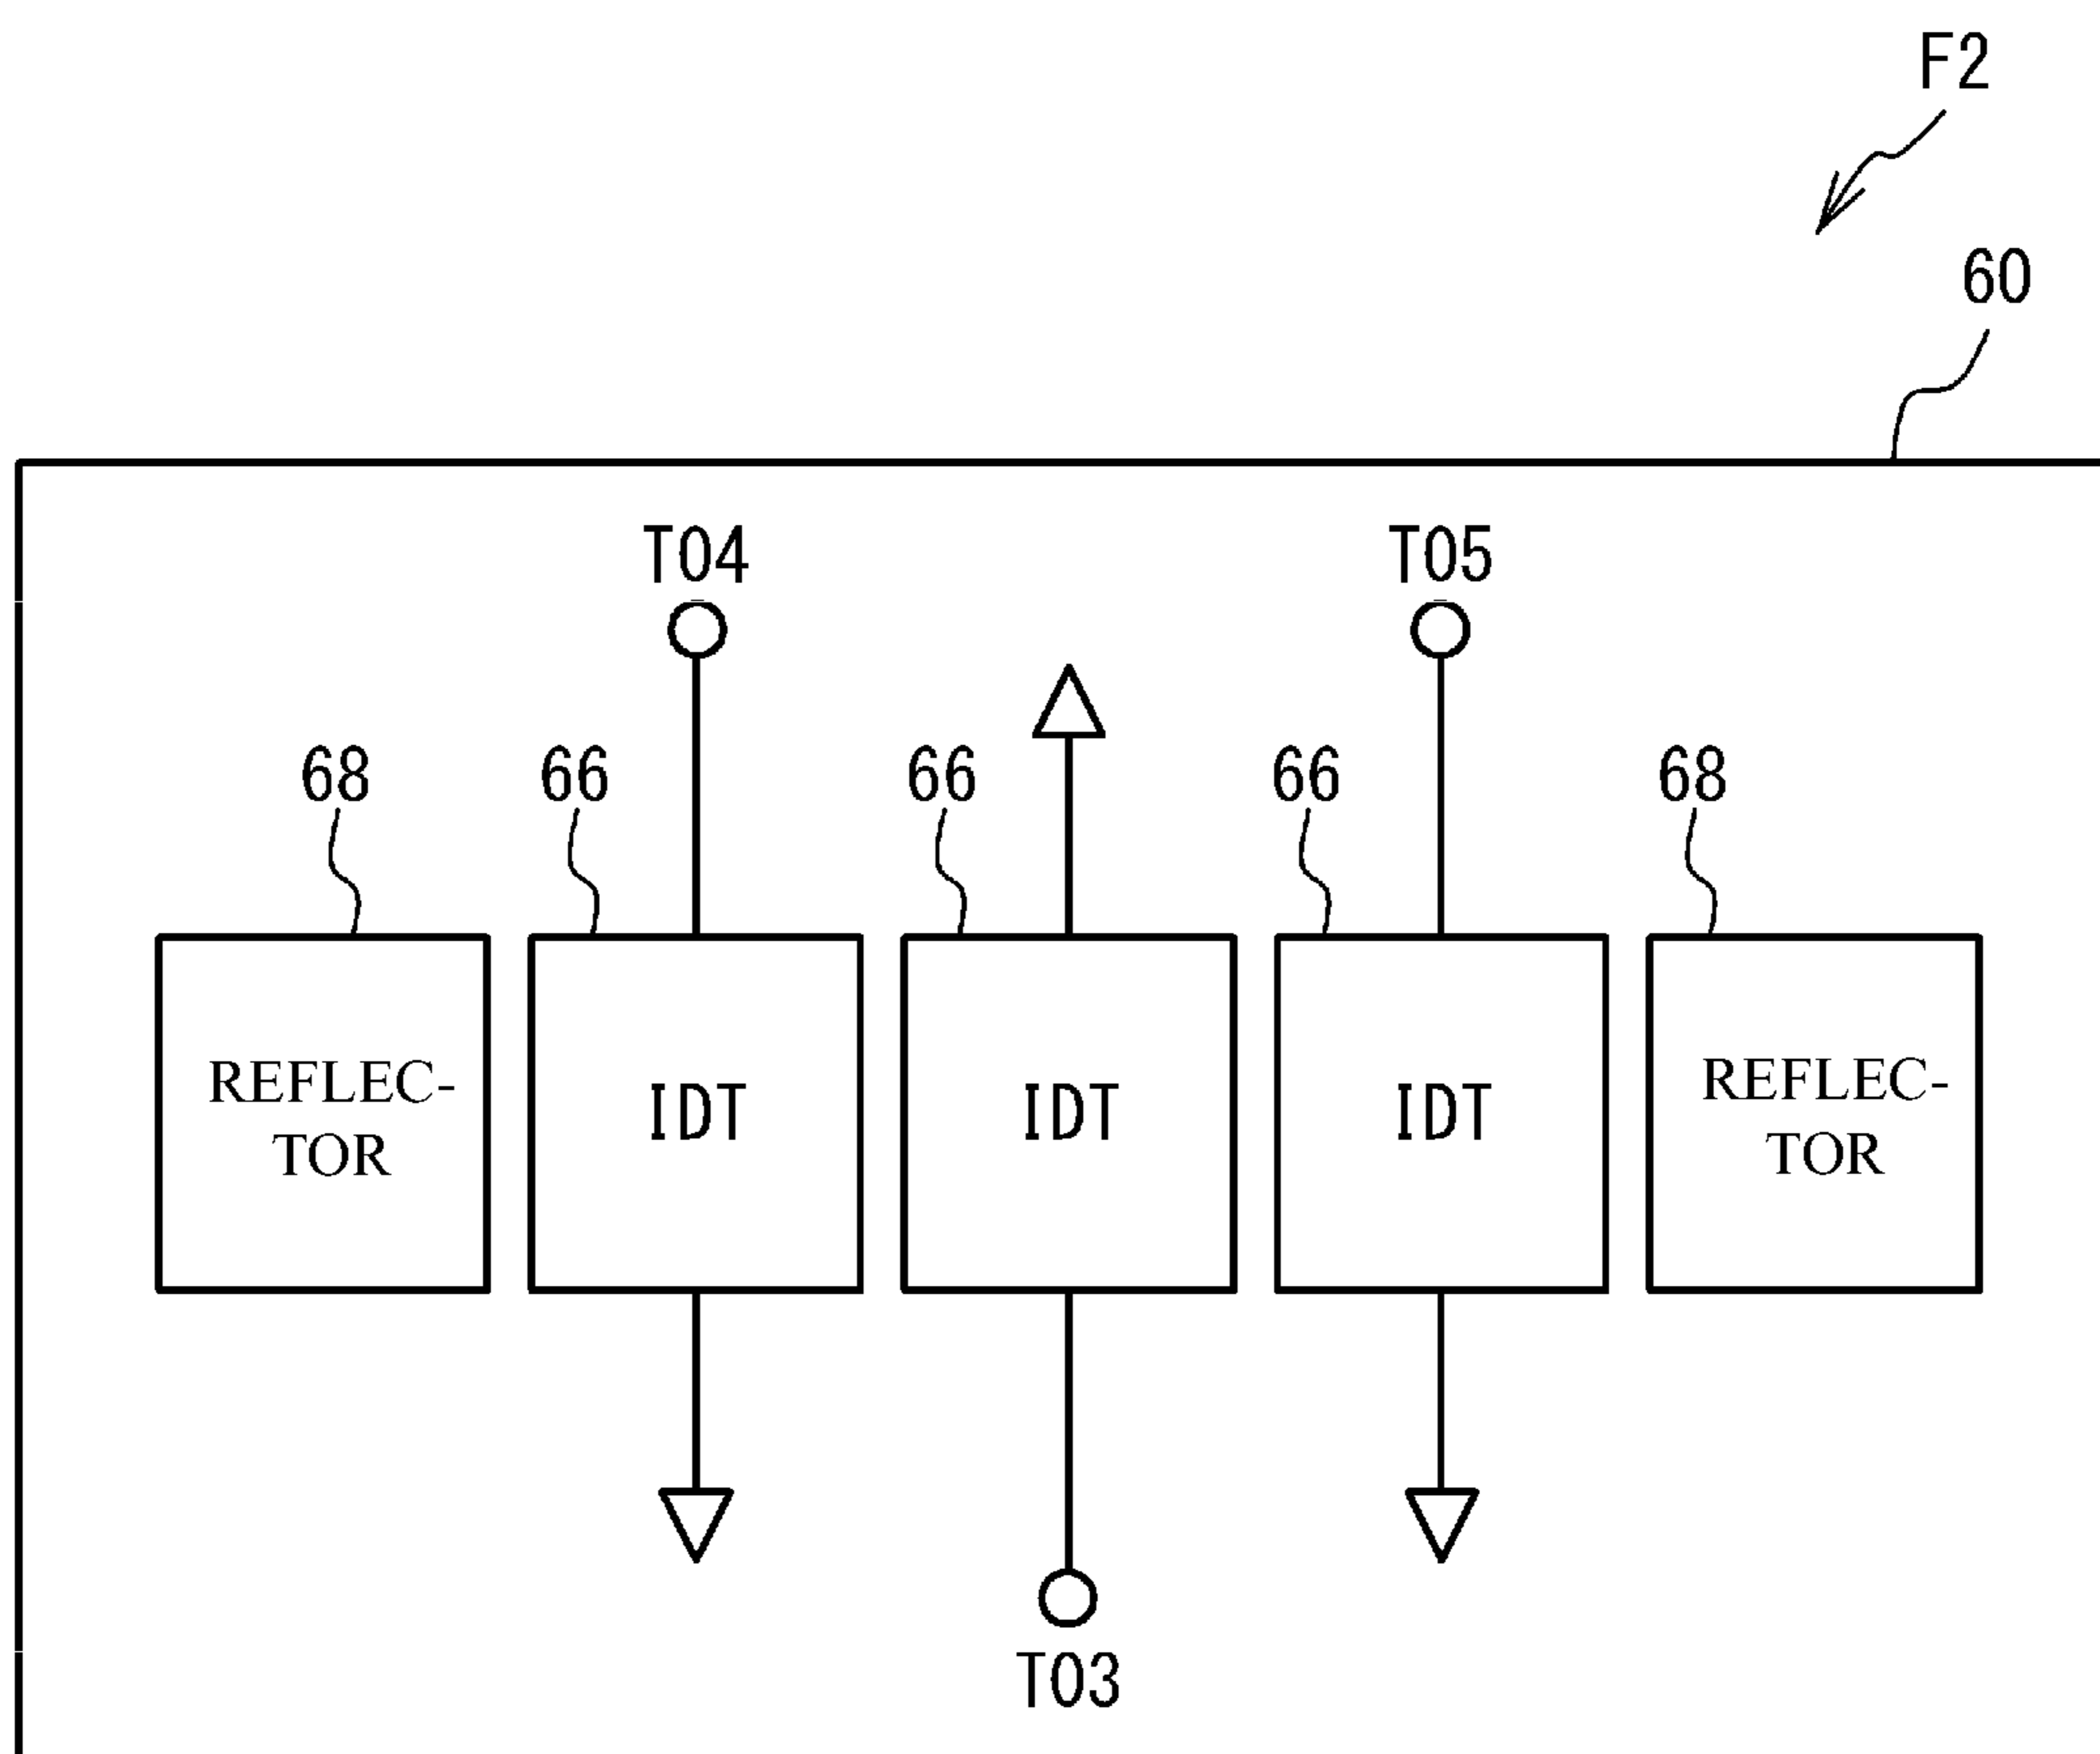 F2
60
T04
T05
68
66
66
66
68
REFLEC-
TOR
IDT
IDT
IDT
REFLEC-
TOR
T03